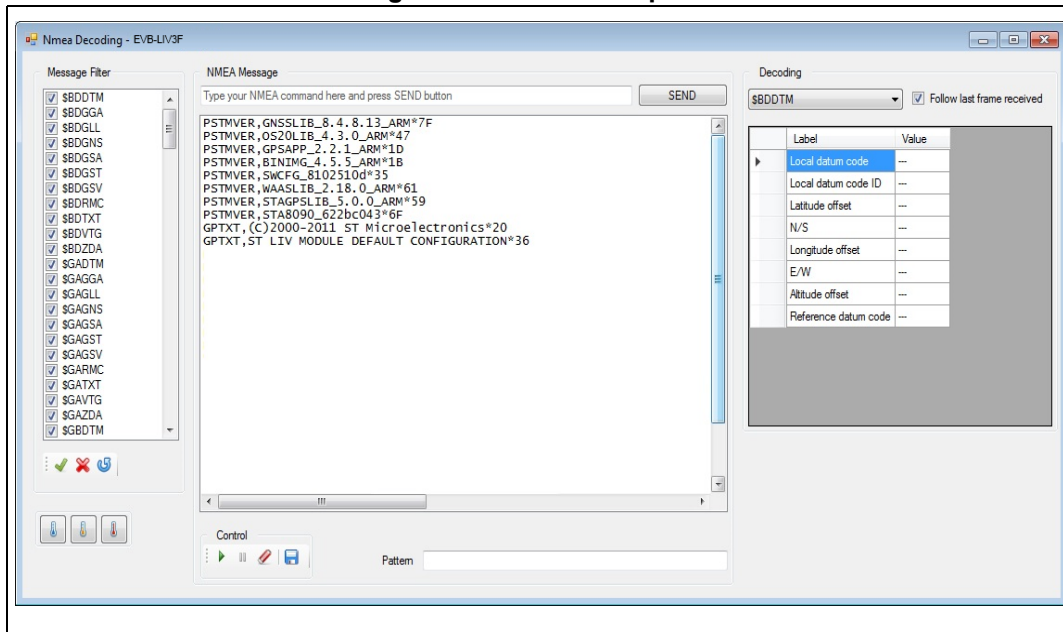 Nmea Decoding - EVB-LIV3F
Message Filter
$BDDTM
$BDGGA
$BDGLL
$BDGNS
$BDGSA
$BDGST
$BDGSV
$BDRMC
$BDTXT
$BDVTG
$BDZDA
$GADTM
$GAGGA
$GAGLL
$GAGNS
$GAGSA
$GAGST
$GAGSV
$GARMC
$GATXT
$GAVTG
$GAZDA
$GBDTM
NMEA Message
Type your NMEA command here and press SEND button
SEND
PSTMVER,GNSSLIB_8.4.8.13_ARM*7F
PSTMVER,OS20LIB_4.3.0_ARM*47
PSTMVER,GPSAPP_2.2.1_ARM*1D
PSTMVER,BINIMG_4.5.5_ARM*1B
PSTMVER,SWCFG_8102510d*35
PSTMVER,WAASLIB_2.18.0_ARM*61
PSTMVER,STAGPSLIB_5.0.0_ARM*59
PSTMVER,STA8090_622bc043*6F
GPTXT,(C)2000-2011 ST Microelectronics*20
GPTXT,ST LIV MODULE DEFAULT CONFIGURATION*36
Control
Pattern
Decoding
$BDDTM
Follow last frame received
Label Value
Local datum code ---
Local datum code ID ---
Latitude offset ---
N/S ---
Longitude offset ---
E/W ---
Altitude offset ---
Reference datum code ---